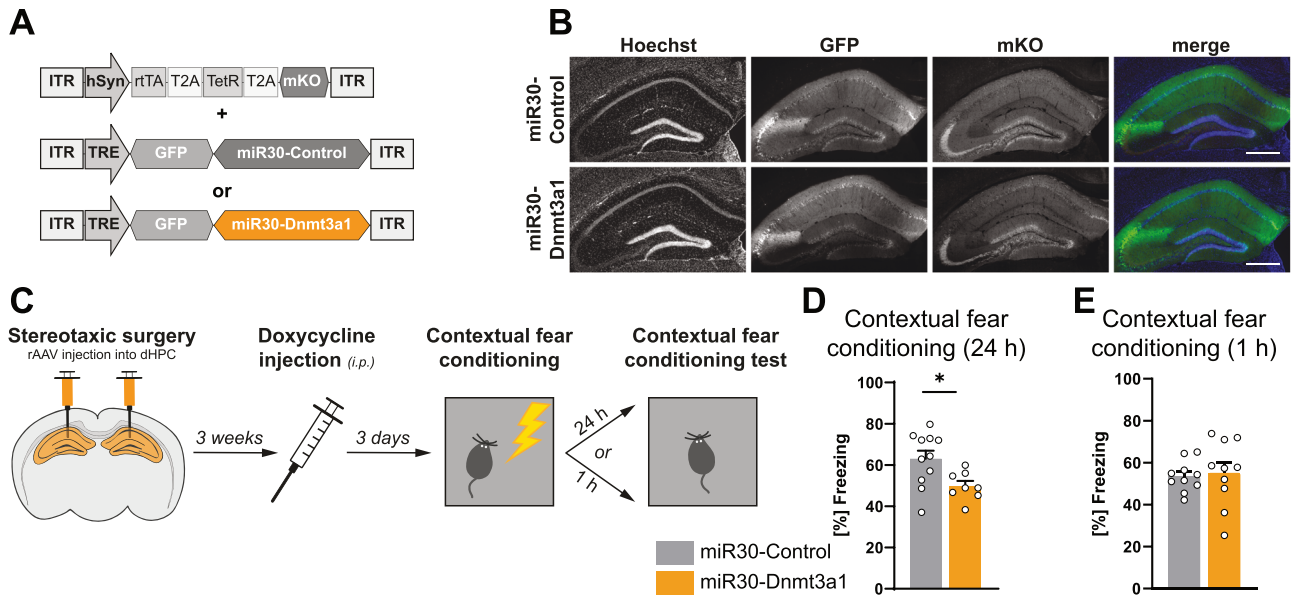 A
ITR hSyn rtTA T2A TetR T2A mKO ITR
+
ITR TRE GFP miR30-Control ITR
or
ITR TRE GFP miR30-Dnmt3a1 ITR
B
Hoechst GFP mKO merge
miR30-
Control
miR30-
Dnmt3a1
C
Stereotaxic surgery
rAAV injection into dHPC
3 weeks
Doxycycline
injection (i.p.)
3 days
Contextual fear
conditioning
24 h
or
1 h
Contextual fear
conditioning test
miR30-Control
miR30-Dnmt3a1
D
Contextual fear
conditioning (24 h)
*
[%] Freezing
100
80
60
40
20
0
E
Contextual fear
conditioning (1 h)
[%] Freezing
100
80
60
40
20
0